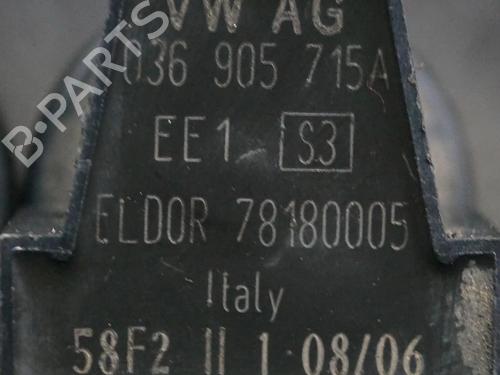 VW AG
036 905 715A
EE1 S3
ELDOR 78180005
Italy
58F2 II 1 08/06
B-PARTS